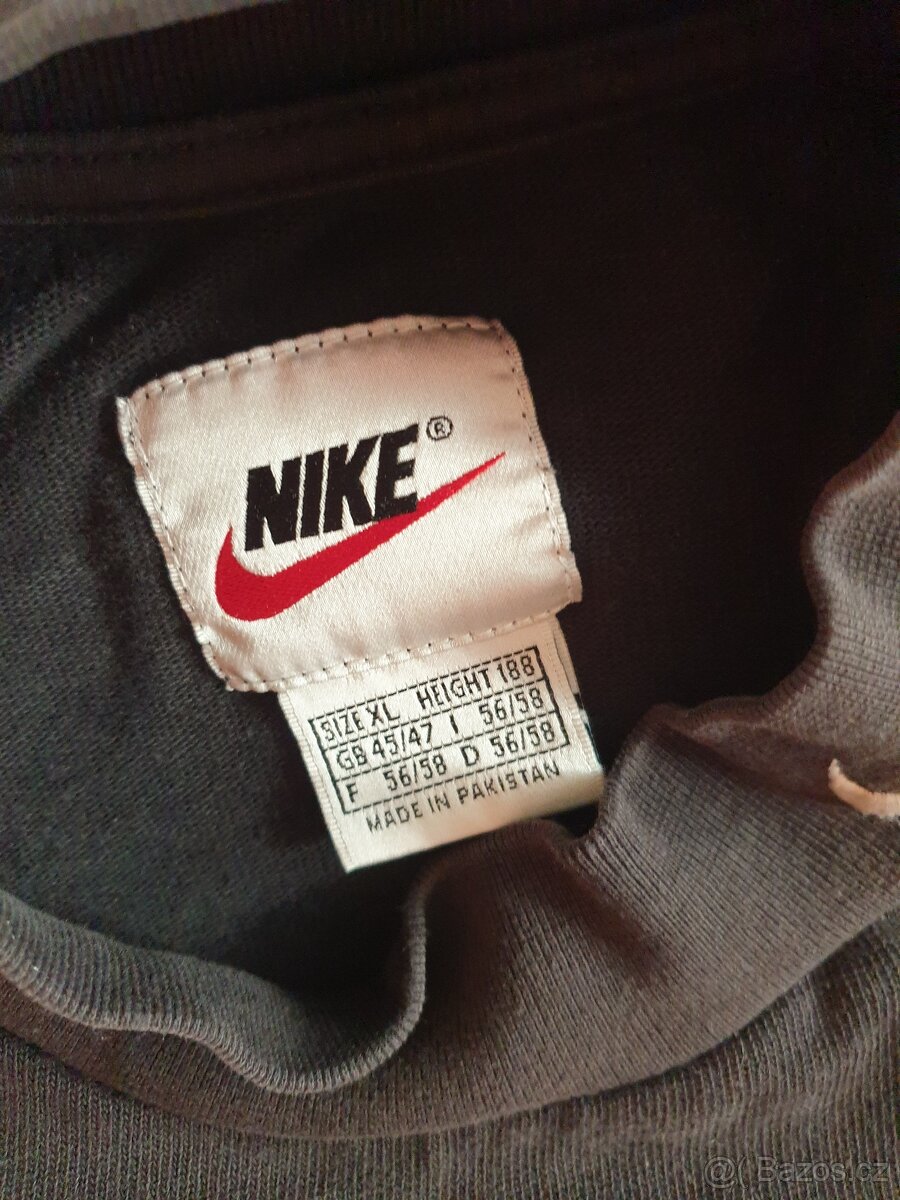 NIKE®
SIZE XL HEIGHT 188
GB 45/47 I 56/58
F 56/58 D 56/58
MADE IN PAKISTAN
@( Bazos.cz